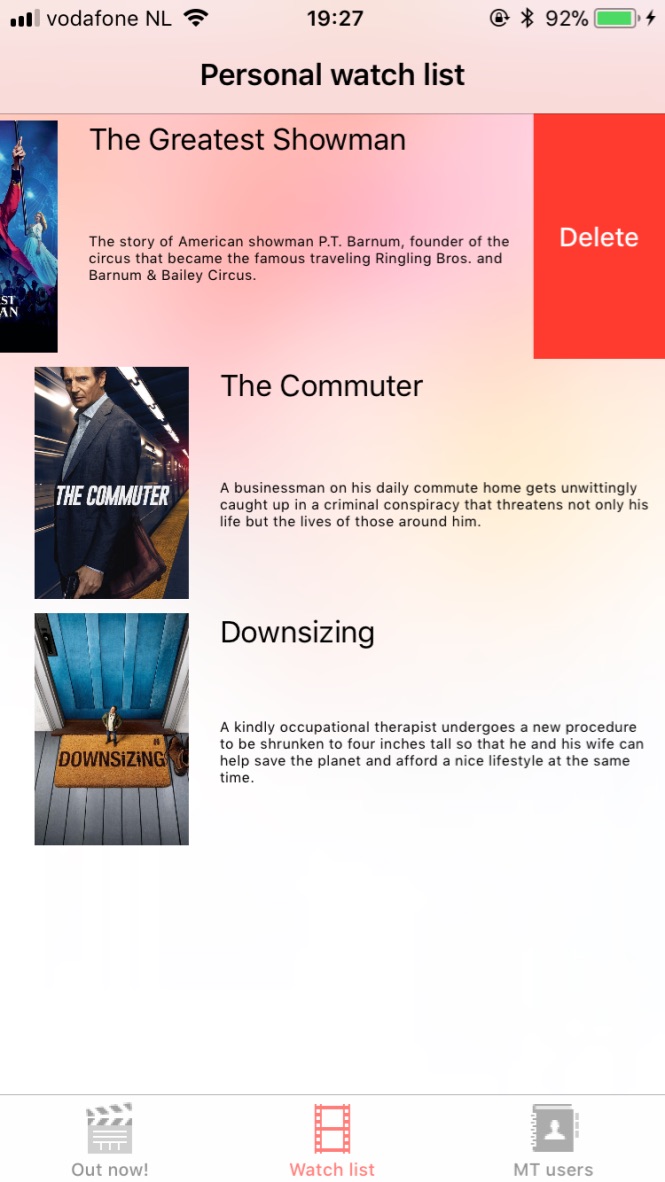 vodafone NL 19:27 92%
Personal watch list
The Greatest Showman
The story of American showman P.T. Barnum, founder of the
circus that became the famous traveling Ringling Bros. and
Barnum & Bailey Circus.
Delete
ST
AN
The Commuter
THE COMMUTER
A businessman on his daily commute home gets unwittingly
caught up in a criminal conspiracy that threatens not only his
life but the lives of those around him.
Downsizing
DOWNSiZiNG
A kindly occupational therapist undergoes a new procedure
to be shrunken to four inches tall so that he and his wife can
help save the planet and afford a nice lifestyle at the same
time.
Out now! Watch list MT users